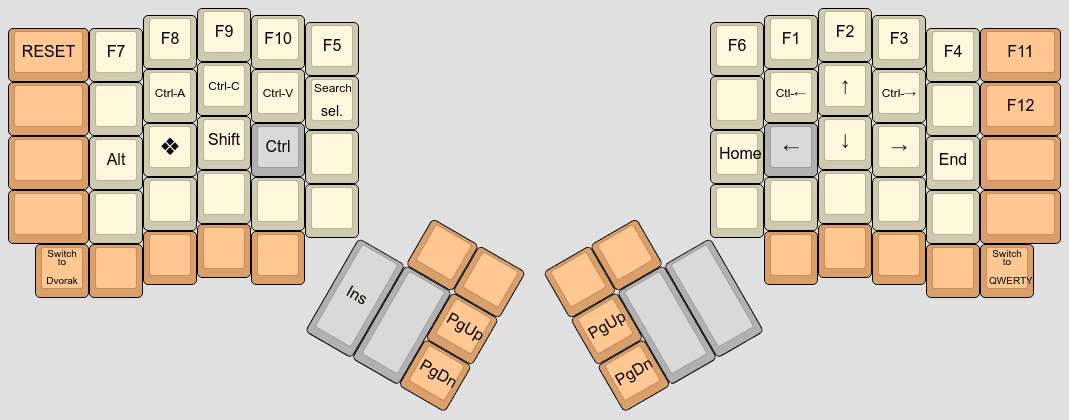 RESET F7 F8 F9 F10 F5
Ctrl-A Ctrl-C Ctrl-V Search
sel.
Alt ❖ Shift Ctrl
Switch
to
Dvorak
Ins
PgUp
PgDn
F6 F1 F2 F3 F4 F11
Ctl-← ↑ Ctrl-→ F12
Home ← ↓ → End
Switch
to
QWERTY
PgUp
PgDn